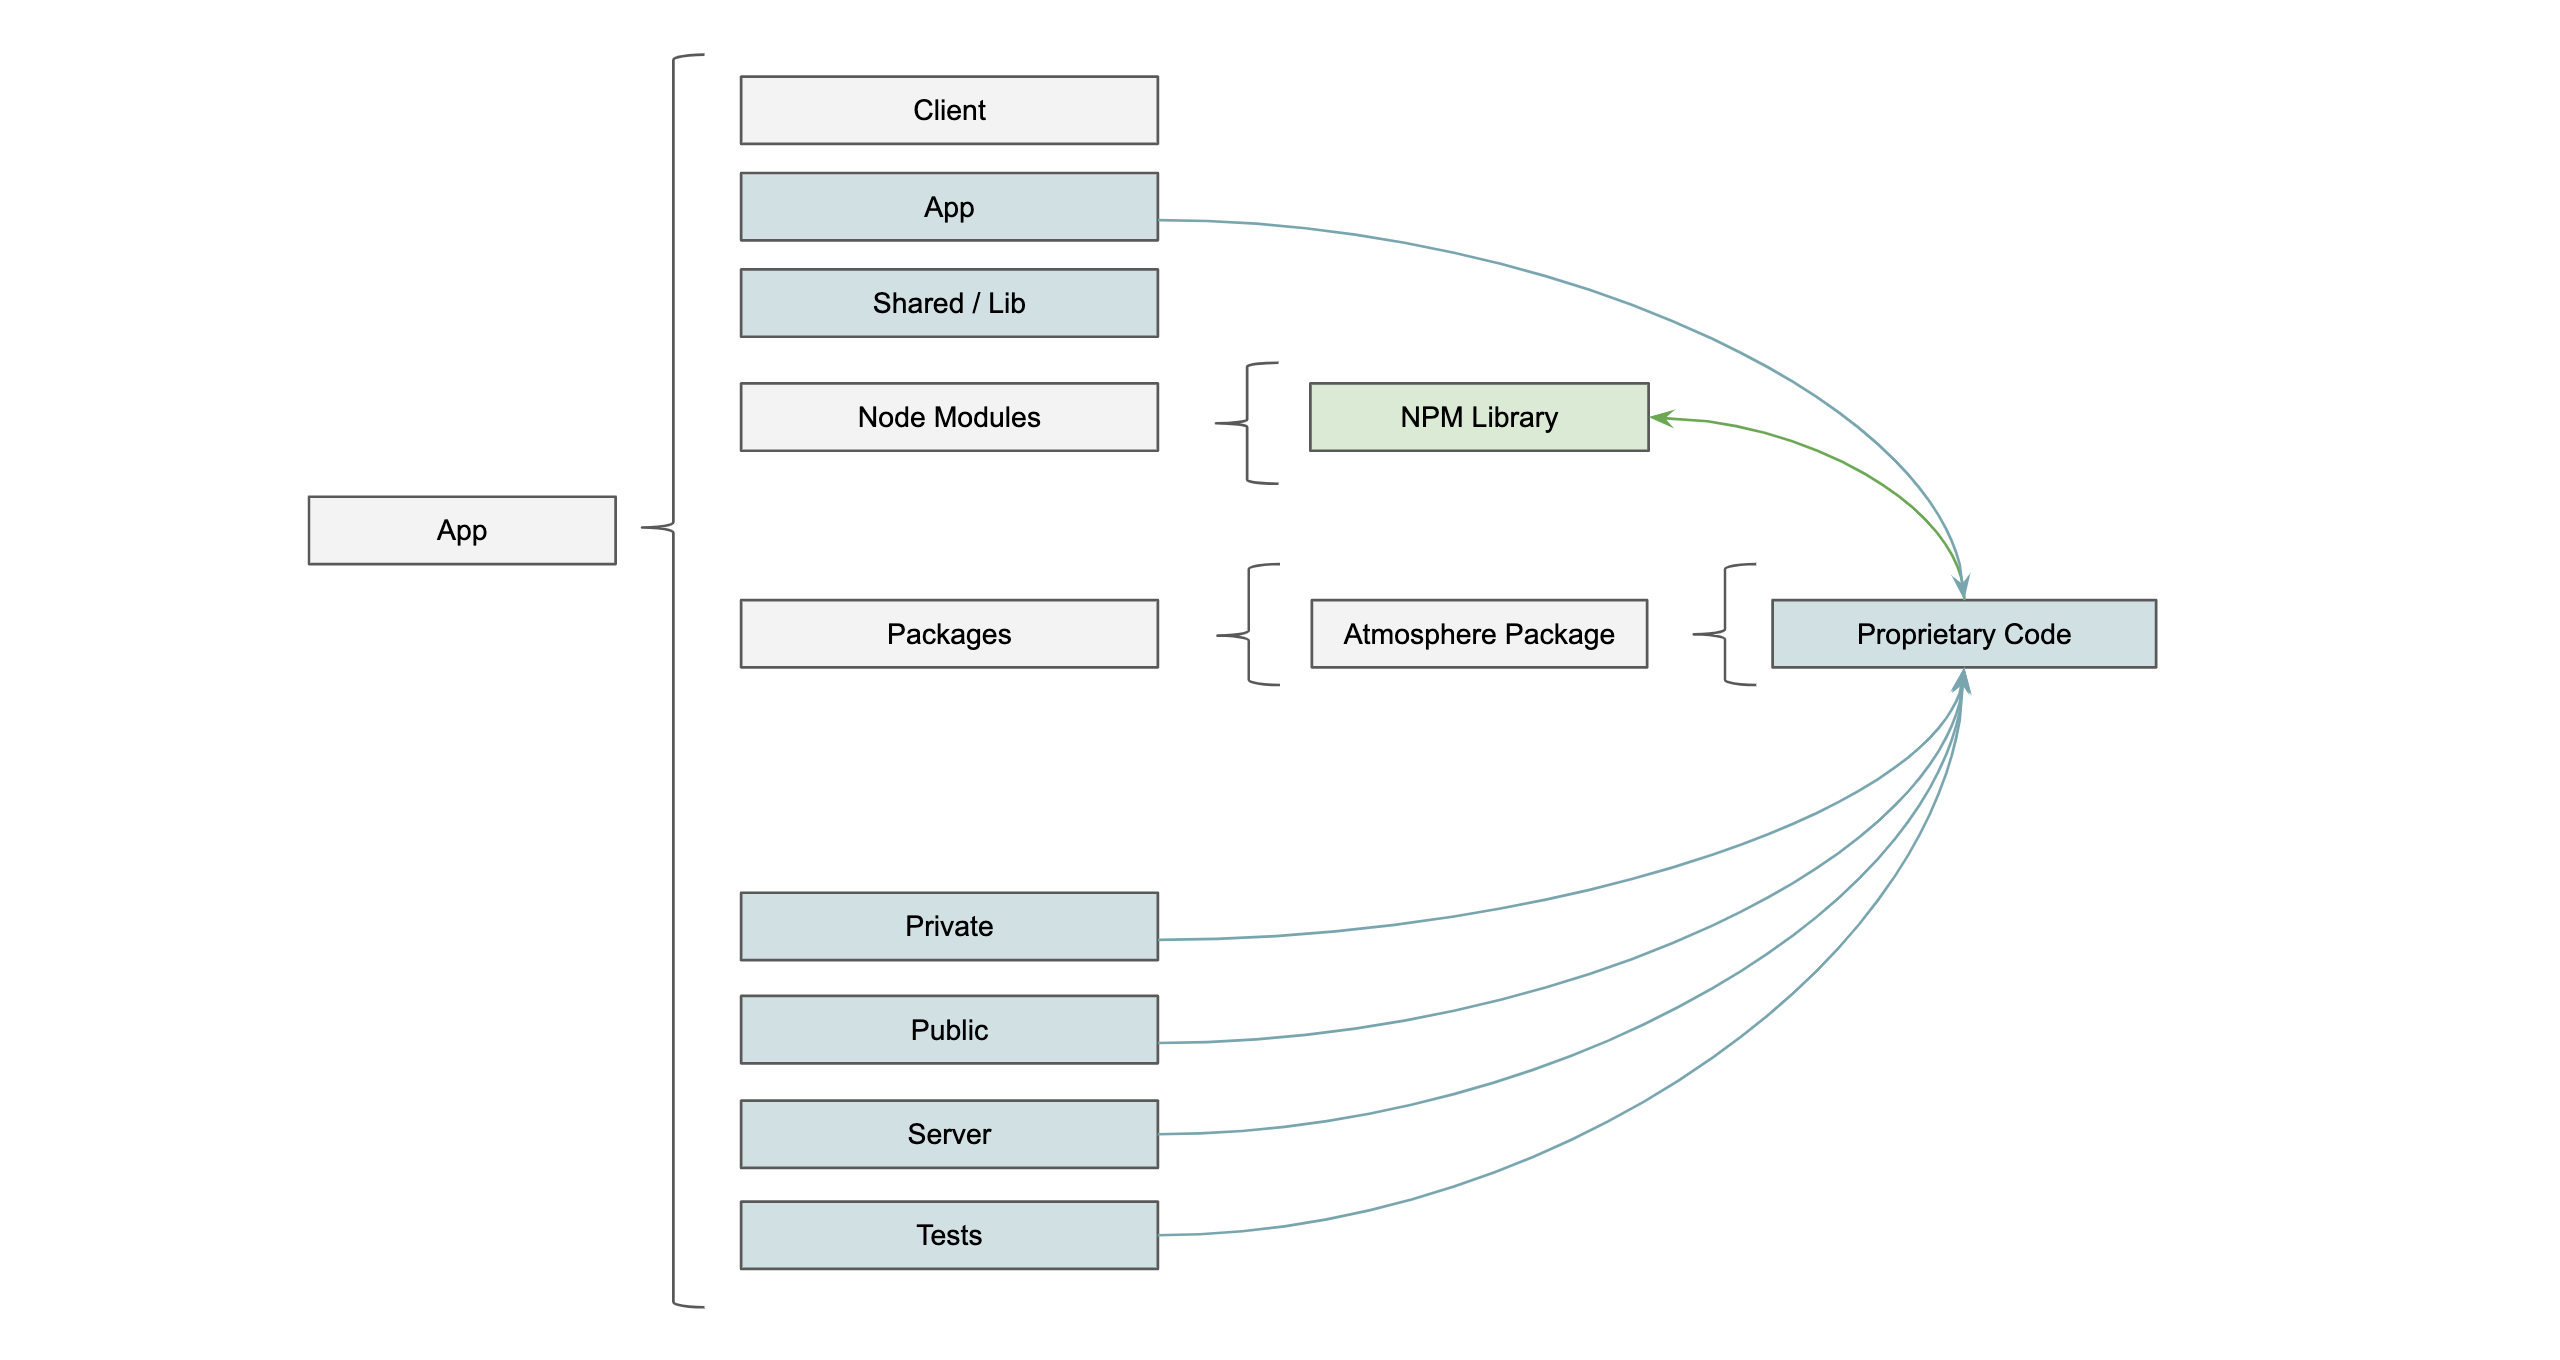 Client
App
Shared / Lib
Node Modules
NPM Library
App
Packages
Atmosphere Package
Proprietary Code
Private
Public
Server
Tests